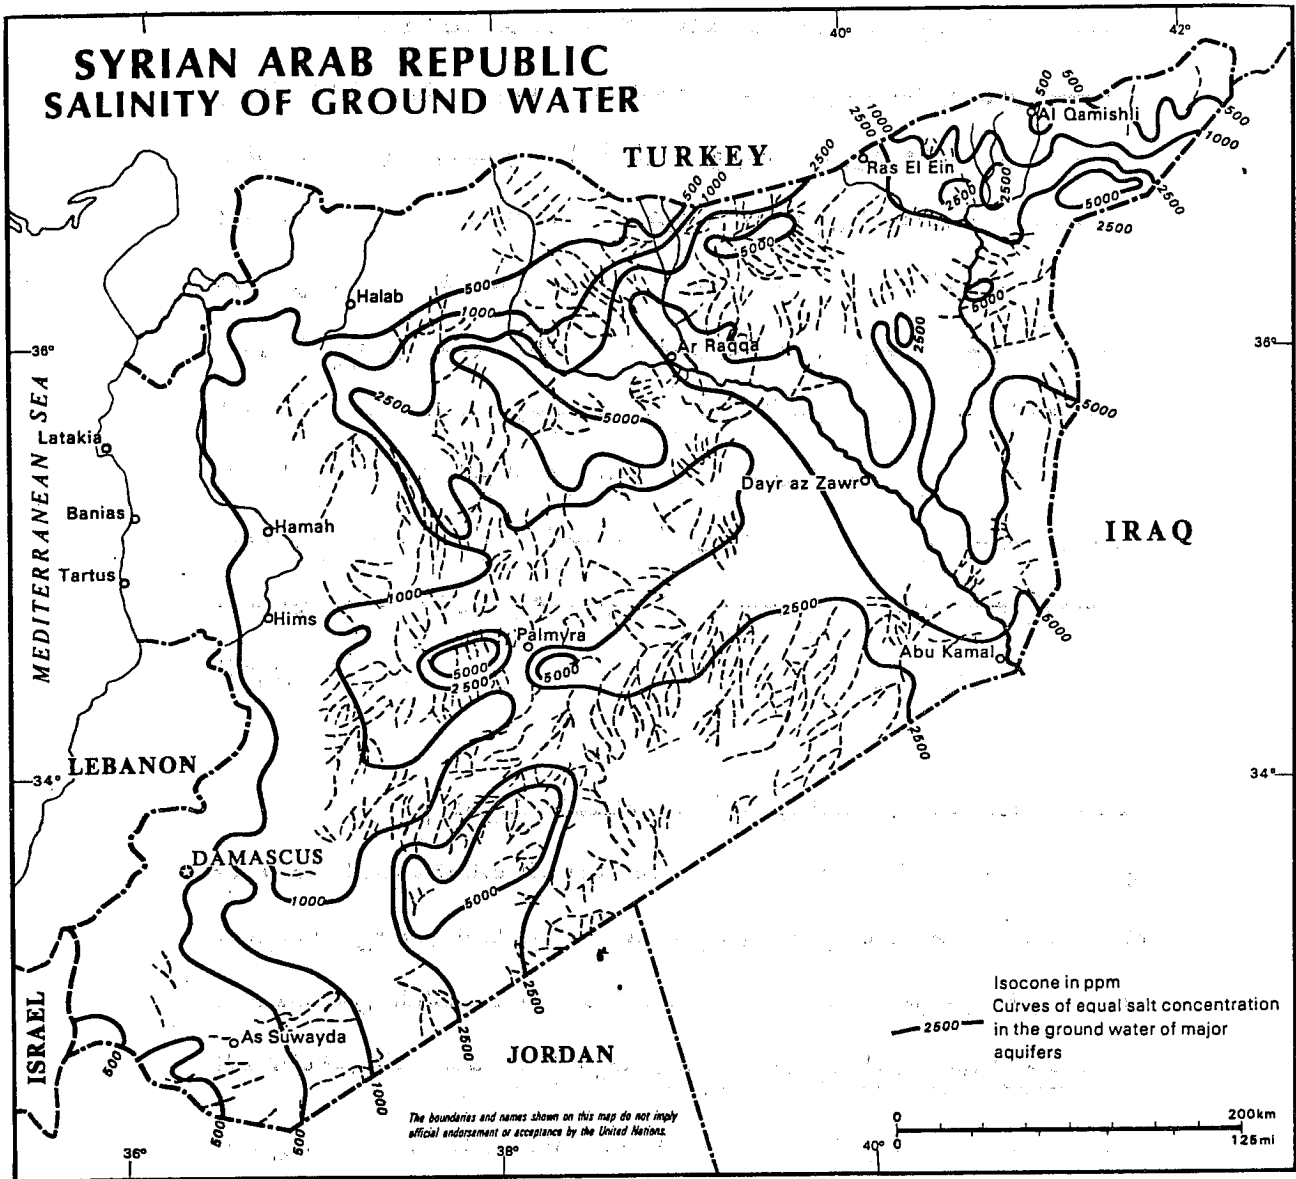 SYRIAN ARAB REPUBLIC
SALINITY OF GROUND WATER
40°
42°
TURKEY
500
600
Al Qamishli
1000
2500
500
1000
Ras El Ein
2500
2500
2500
5000
2500
2500
500
1000
5000
Halab
500
1000
5000
2500
36°
36°
Ar Raqqa
MEDITERRANEAN SEA
2500
5000
5000
Latakia
Dayr az Zawr
Banias
Hamah
IRAQ
Tartus
1000
2500
Hims
5000
Palmyra
Abu Kamal
5000
2500
5000
2500
LEBANON
34°
34°
DAMASCUS
1000
5000
2500
Isocone in ppm
2500
Curves of equal salt concentration
in the ground water of major
aquifers
ISRAEL
As Suwayda
500
2500
JORDAN
1000
500
500
The boundaries and names shown on this map do not imply
official endorsement or acceptance by the United Nations.
0
200km
0
125mi
36°
38°
40°